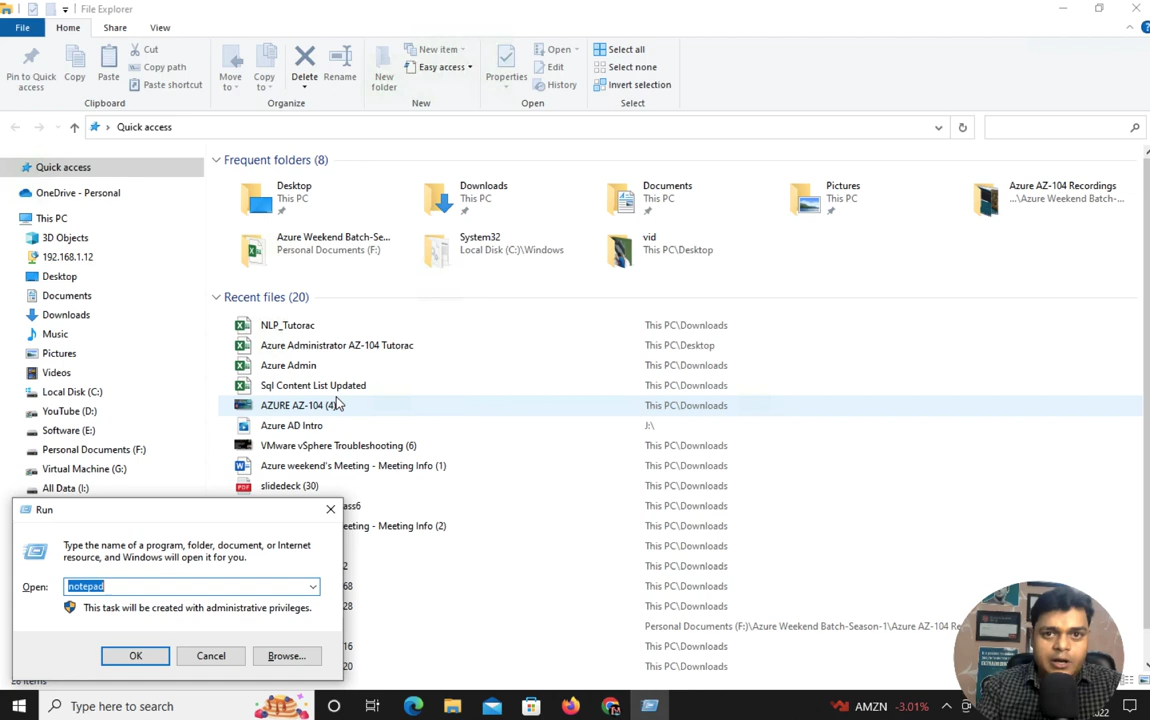 File Explorer
File Home Share View
Pin to Quick access
Copy
Paste
Cut
Copy path
Paste shortcut
Clipboard
Move to
Copy to
Delete
Rename
Organize
New folder
New item
Easy access
New
Properties
Open
Edit
History
Open
Select all
Select none
Invert selection
Select
Quick access
Quick access
OneDrive - Personal
This PC
3D Objects
192.168.1.12
Desktop
Documents
Downloads
Music
Pictures
Videos
Local Disk (C:)
YouTube (D:)
Software (E:)
Personal Documents (F:)
Virtual Machine (G:)
All Data (I:)
Frequent folders (8)
Desktop
This PC
Downloads
This PC
Documents
This PC
Pictures
This PC
Azure AZ-104 Recordings
...\Azure Weekend Batch-...
Azure Weekend Batch-Se...
Personal Documents (F:)
System32
Local Disk (C:)\Windows
vid
This PC\Desktop
Recent files (20)
NLP_Tutorac This PC\Downloads
Azure Administrator AZ-104 Tutorac This PC\Desktop
Azure Admin This PC\Downloads
Sql Content List Updated This PC\Downloads
AZURE AZ-104 (4) This PC\Downloads
Azure AD Intro J:\
VMware vSphere Troubleshooting (6) This PC\Downloads
Azure weekend's Meeting - Meeting Info (1) This PC\Downloads
slidedeck (30) This PC\Downloads
ass6 This PC\Downloads
eeting - Meeting Info (2) This PC\Downloads
This PC\Downloads
2 This PC\Downloads
68 This PC\Downloads
28 This PC\Downloads
Personal Documents (F:)\Azure Weekend Batch-Season-1\Azure AZ-104 Re
16 This PC\Downloads
20 This PC\Downloads
Run
Type the name of a program, folder, document, or Internet
resource, and Windows will open it for you.
Open: notepad
This task will be created with administrative privileges.
OK Cancel Browse...
Type here to search
AMZN -3.01%